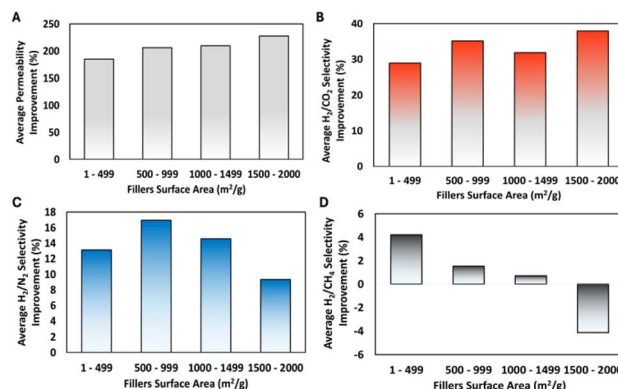 A
Average Permeability
Improvement (%)
250
200
150
100
50
0
1 - 499
500 - 999
1000 - 1499
1500 - 2000
Fillers Surface Area (m²/g)
B
Average H₂/CO₂ Selectivity
Improvement (%)
40
30
20
10
0
1 - 499
500 - 999
1000 - 1499
1500 - 2000
Fillers Surface Area (m²/g)
C
Average H₂/N₂ Selectivity
Improvement (%)
18
16
14
12
10
8
6
4
2
0
1 - 499
500 - 999
1000 - 1499
1500 - 2000
Fillers Surface Area (m²/g)
D
Average H₂/CH₄ Selectivity
Improvement (%)
6
4
2
0
-2
-4
-6
1 - 499
500 - 999
1000 - 1499
1500 - 2000
Fillers Surface Area (m²/g)